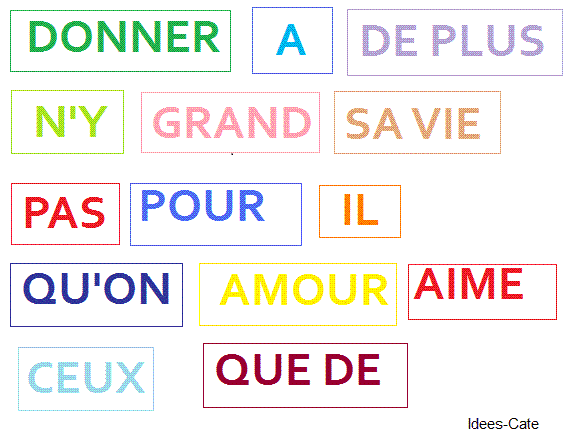 DONNER A DE PLUS
N'Y GRAND SA VIE
PAS POUR IL
QU'ON AMOUR AIME
CEUX QUE DE
Idees-Cate